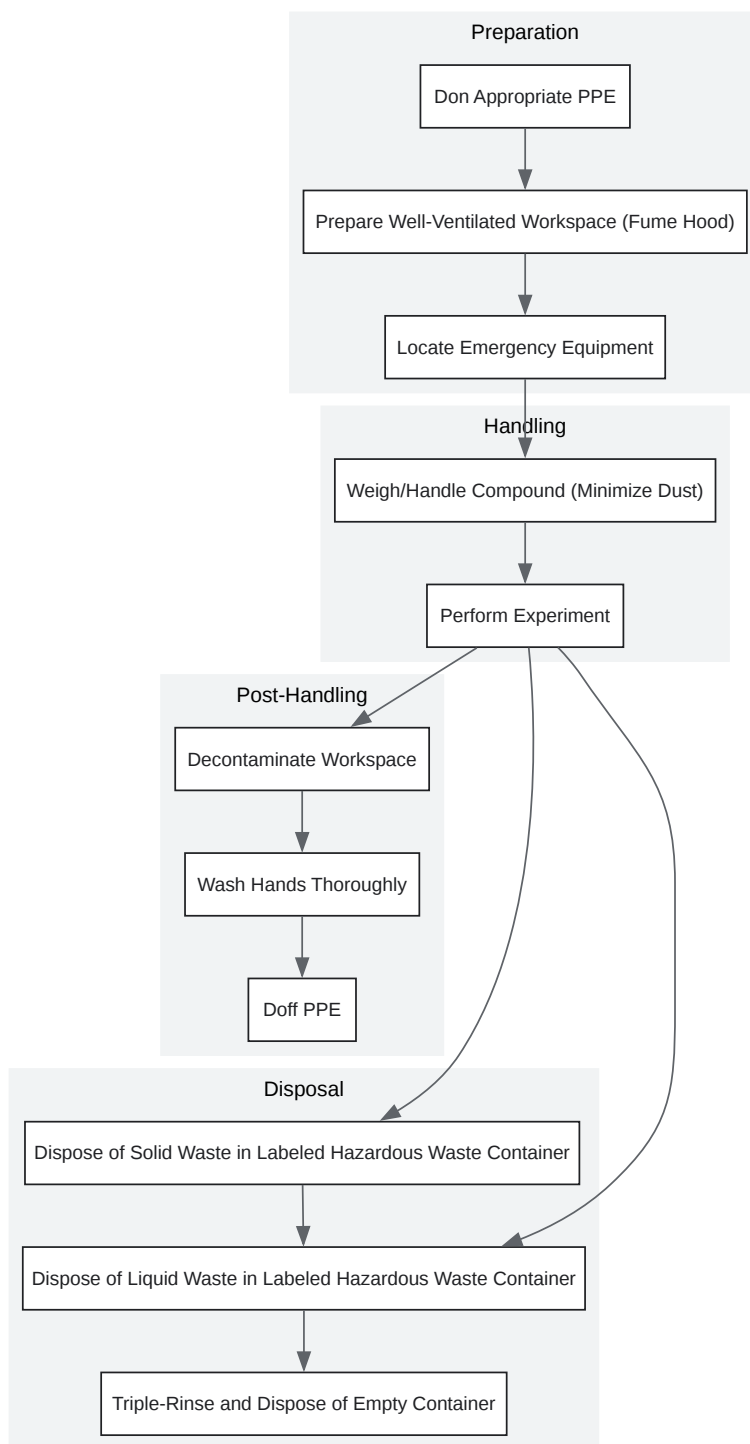 Preparation
Don Appropriate PPE
Prepare Well-Ventilated Workspace (Fume Hood)
Locate Emergency Equipment
Handling
Weigh/Handle Compound (Minimize Dust)
Perform Experiment
Post-Handling
Decontaminate Workspace
Wash Hands Thoroughly
Doff PPE
Disposal
Dispose of Solid Waste in Labeled Hazardous Waste Container
Dispose of Liquid Waste in Labeled Hazardous Waste Container
Triple-Rinse and Dispose of Empty Container